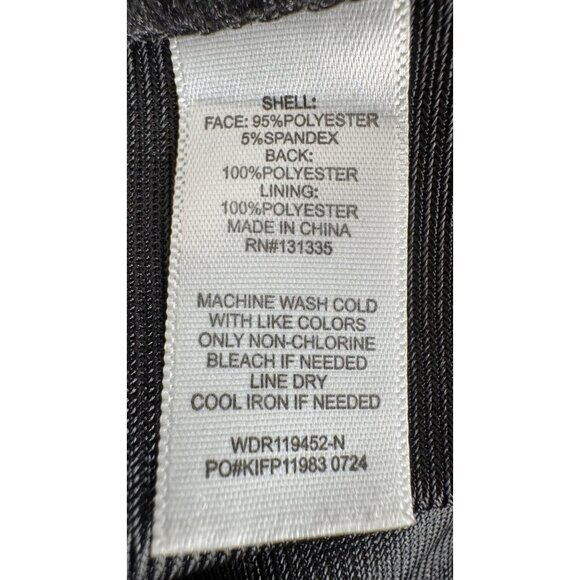 SHELL:
FACE: 95%POLYESTER
5%SPANDEX
BACK:
100%POLYESTER
LINING:
100%POLYESTER
MADE IN CHINA
RN#131335
MACHINE WASH COLD
WITH LIKE COLORS
ONLY NON-CHLORINE
BLEACH IF NEEDED
LINE DRY
COOL IRON IF NEEDED
WDR119452-N
PO#KIFP11983 0724